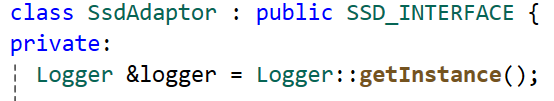 class SsdAdaptor : public SSD_INTERFACE {
private:
Logger &logger = Logger::getInstance();